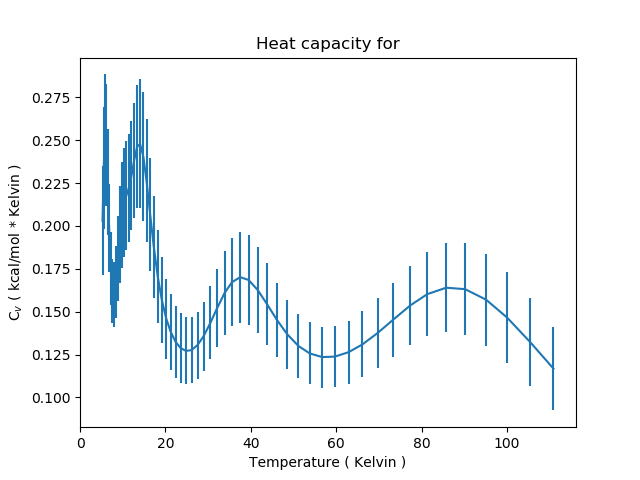 Heat capacity for
0.275
0.250
0.225
0.200
0.175
0.150
0.125
0.100
C_v ( kcal/mol * Kelvin )
0 20 40 60 80 100
Temperature ( Kelvin )